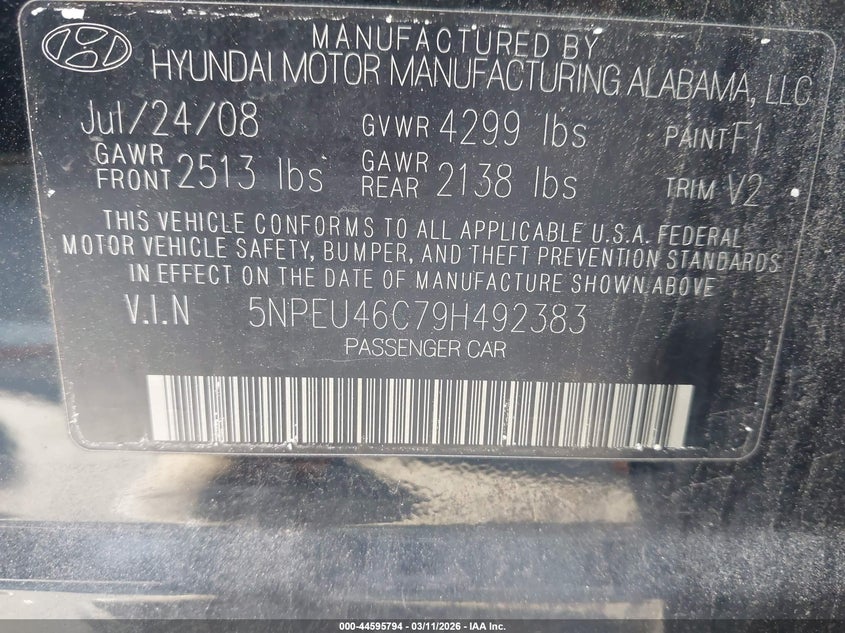 MANUFACTURED BY
HYUNDAI MOTOR MANUFACTURING ALABAMA, LLC
Jul/24/08 GVWR 4299 lbs PAINT F1
GAWR FRONT 2513 lbs GAWR REAR 2138 lbs TRIM V2
THIS VEHICLE CONFORMS TO ALL APPLICABLE U.S.A. FEDERAL
MOTOR VEHICLE SAFETY, BUMPER, AND THEFT PREVENTION STANDARDS
IN EFFECT ON THE DATE OF MANUFACTURE SHOWN ABOVE
V.I.N 5NPEU46C79H492383
PASSENGER CAR
000-44595794 - 03/11/2026 - IAA Inc.